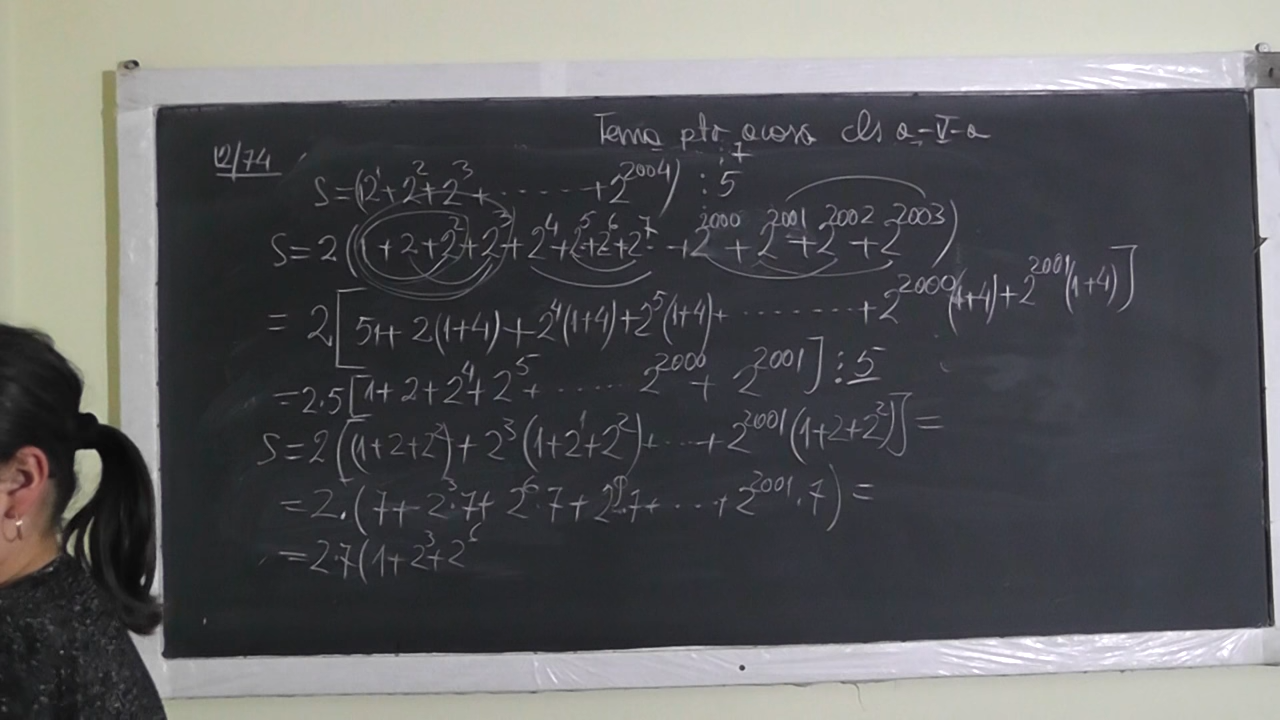 Tema ptr acasa cls a-V-a
12/74
⋮7
S=(2¹+2²+2³+........+2²⁰⁰⁴) ⋮5
S=2(1+2+2²+2³+2⁴+2⁵+2⁶+2⁷..+2²⁰⁰⁰+2²⁰⁰¹+2²⁰⁰²+2²⁰⁰³)
=2[5+2(1+4)+2⁴(1+4)+2⁵(1+4)+.........+2²⁰⁰⁰(1+4)+2²⁰⁰¹(1+4)]
=2.5[1+2+2⁴+2⁵+.......2²⁰⁰⁰+2²⁰⁰¹]⋮5
S=2[(1+2+2²)+2³(1+2¹+2²)+....+2²⁰⁰¹(1+2+2²)]=
=2.(7+2³.7+2⁶.7+2⁹.7+....+2²⁰⁰¹.7)=
=2.7(1+2³+2⁶